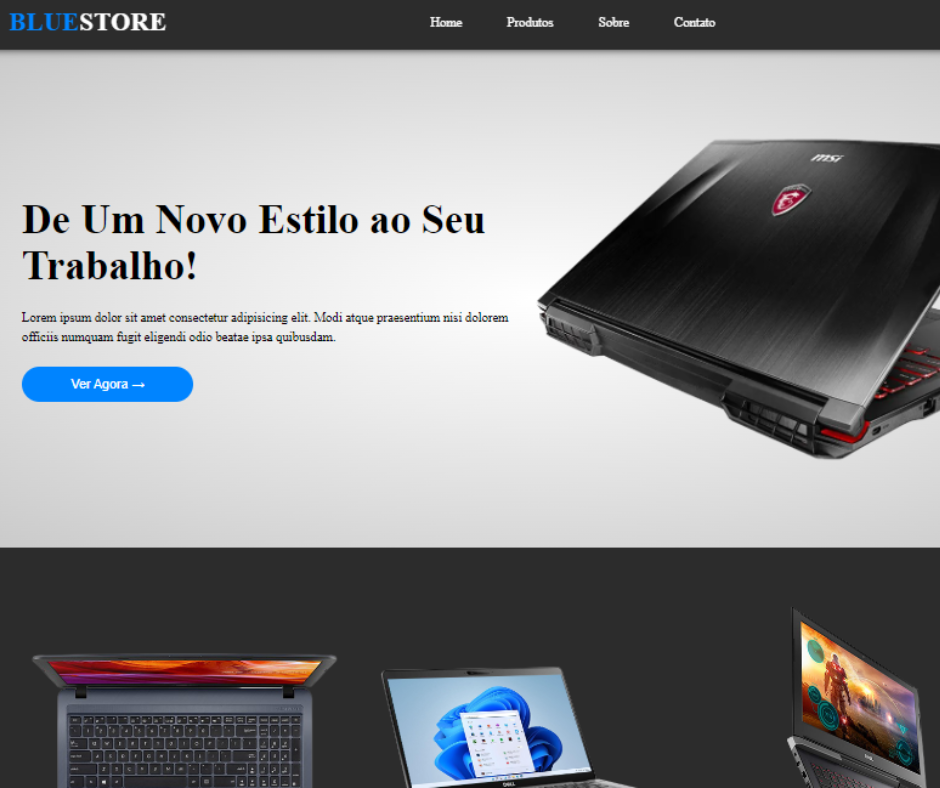 BLUESTORE
Home Produtos Sobre Contato
msi
De Um Novo Estilo ao Seu
Trabalho!
Lorem ipsum dolor sit amet consectetur adipisicing elit. Modi atque praesentium nisi dolorem
officiis numquam fugit eligendi odio beatae ipsa quibusdam.
Ver Agora →
DELL